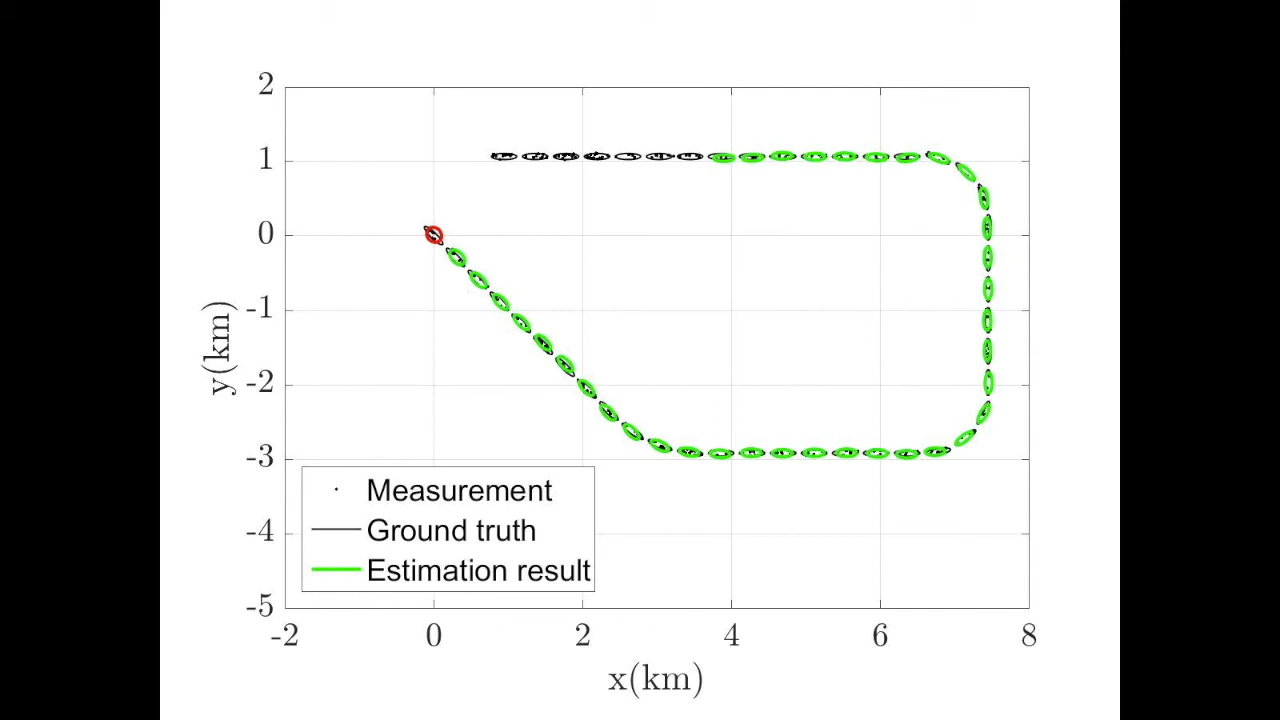 2
1
0
-1
-2
-3
-4
-5
y(km)
Measurement
Ground truth
Estimation result
-2 0 2 4 6 8
x(km)